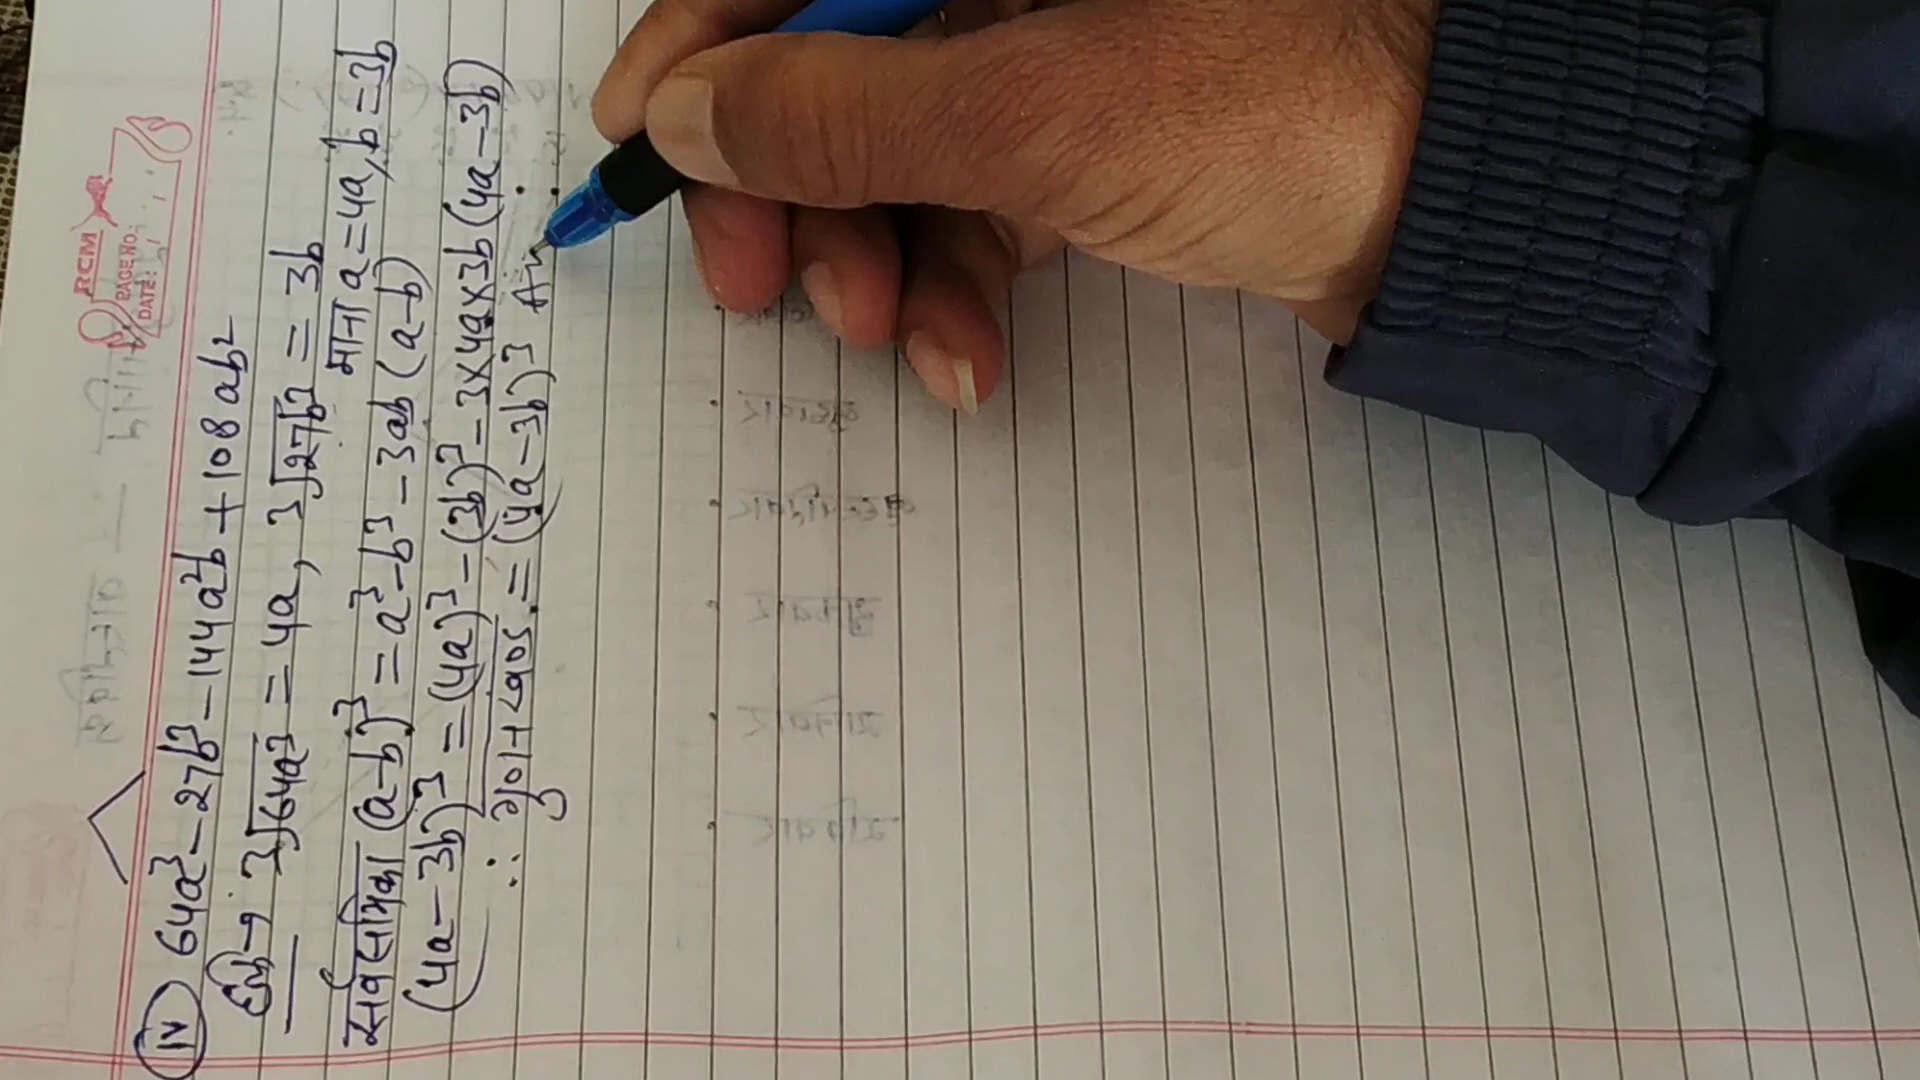 RCM
PAGE NO.:
DATE:
(iv) 64a³ - 27b³ - 144a²b + 108ab²
हल → ∛64a³ = 4a, ∛27b³ = 3b
माना a = 4a, b = 3b
सर्वसमिका (a-b)³ = a³ - b³ - 3ab (a-b)
(4a - 3b)³ = (4a)³ - (3b)³ - 3×4a×3b (4a - 3b)
∴ गुणनखण्ड = (4a - 3b)³ An